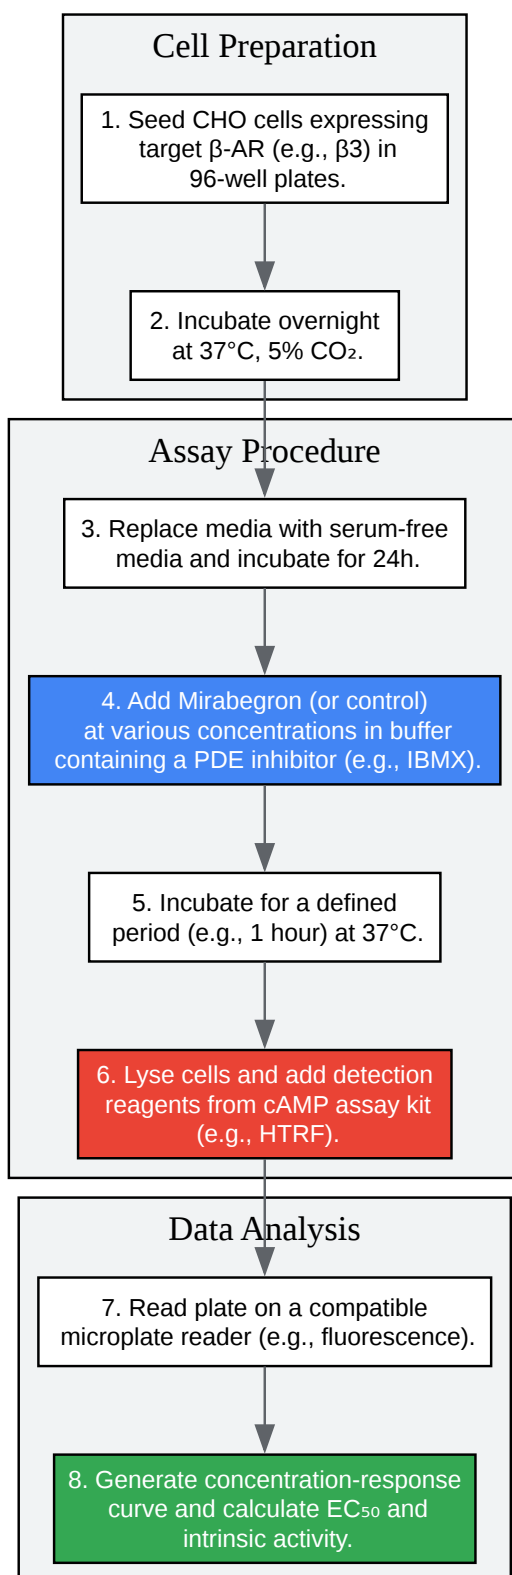 Cell Preparation
1. Seed CHO cells expressing
target β-AR (e.g., β3) in
96-well plates.
2. Incubate overnight
at 37°C, 5% CO₂.
Assay Procedure
3. Replace media with serum-free
media and incubate for 24h.
4. Add Mirabegron (or control)
at various concentrations in buffer
containing a PDE inhibitor (e.g., IBMX).
5. Incubate for a defined
period (e.g., 1 hour) at 37°C.
6. Lyse cells and add detection
reagents from cAMP assay kit
(e.g., HTRF).
Data Analysis
7. Read plate on a compatible
microplate reader (e.g., fluorescence).
8. Generate concentration-response
curve and calculate EC₅₀ and
intrinsic activity.